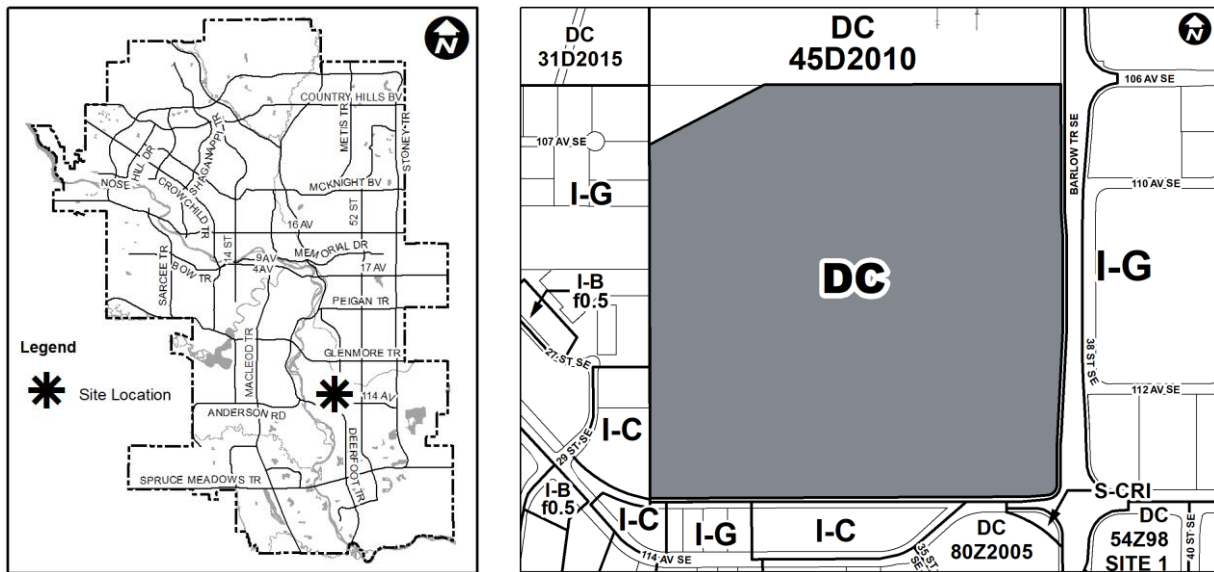 N
COUNTRY HILLS BV
METIS TR
STONEY TR
SHAGANAPPI TR
NOSE HILL DR
CROWCHILD TR
MCKNIGHT BV
52 ST
16 AV
14 ST
SARCEE TR
BOW TR
9 AV
4 AV
MEMORIAL DR
17 AV
PEIGAN TR
MACLEOD TR
GLENMORE TR
Legend
Site Location
114 AV
ANDERSON RD
DEERFOOT TR
SPRUCE MEADOWS TR
N
DC
31D2015
DC
45D2010
106 AV SE
BARLOW TR SE
107 AV SE
110 AV SE
I-G
I-G
DC
I-B
f0.5
27 ST SE
38 ST SE
112 AV SE
I-C
29 ST SE
S-CRI
I-B
f0.5
I-C
I-G
I-C
DC
80Z2005
DC
54Z98
SITE 1
114 AV SE
35 ST SE
40 ST SE